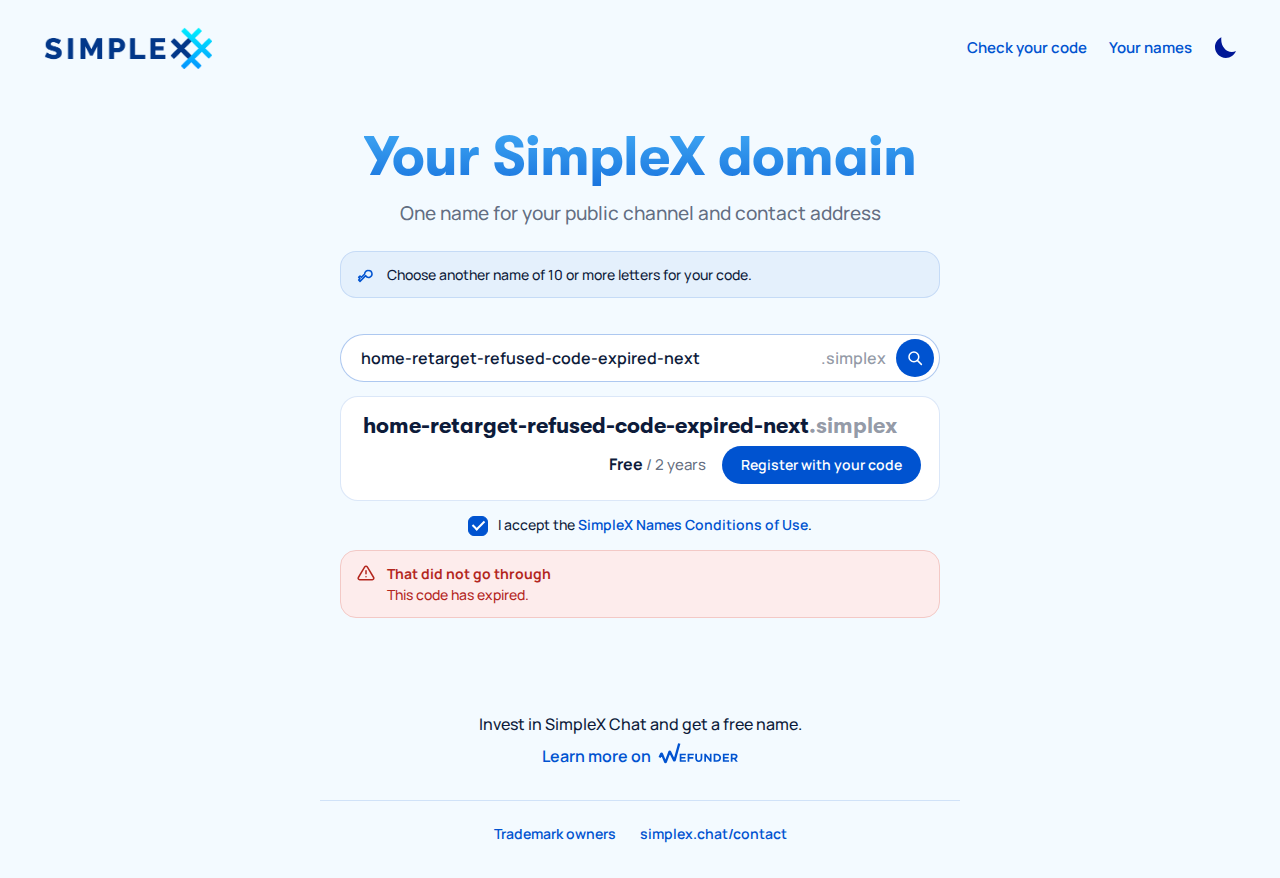 SIMPLEX
Check your code
Your names
Your SimpleX domain
One name for your public channel and contact address
Choose another name of 10 or more letters for your code.
home-retarget-refused-code-expired-next .simplex
home-retarget-refused-code-expired-next.simplex
Free / 2 years
Register with your code
I accept the SimpleX Names Conditions of Use.
That did not go through
This code has expired.
Invest in SimpleX Chat and get a free name.
Learn more on WEFUNDER
Trademark owners
simplex.chat/contact